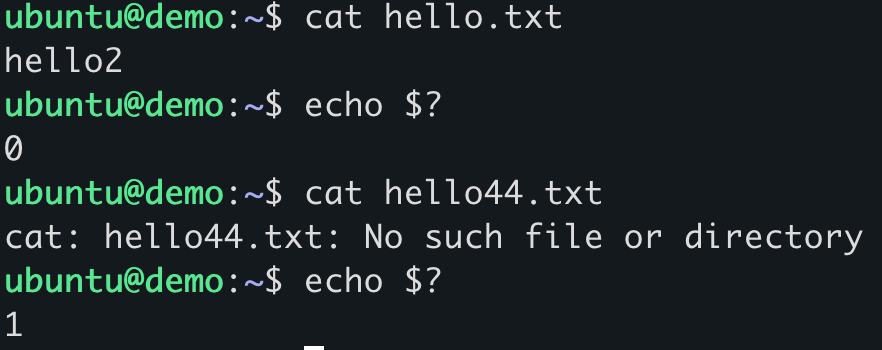 ubuntu@demo:~$ cat hello.txt
hello2
ubuntu@demo:~$ echo $?
0
ubuntu@demo:~$ cat hello44.txt
cat: hello44.txt: No such file or directory
ubuntu@demo:~$ echo $?
1